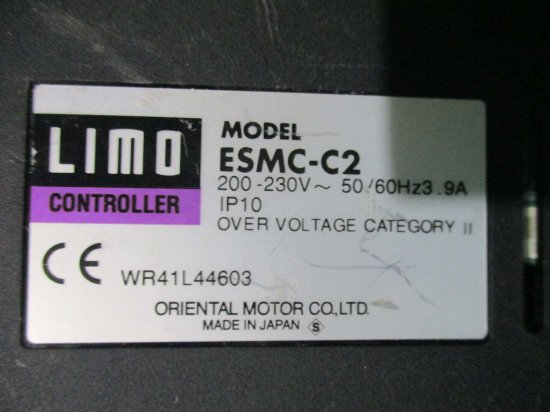 LIMO
CONTROLLER
MODEL
ESMC-C2
200-230V~ 50/60Hz3.9A
IP10
OVER VOLTAGE CATEGORY II
CE WR41L44603
ORIENTAL MOTOR CO.,LTD.
MADE IN JAPAN S